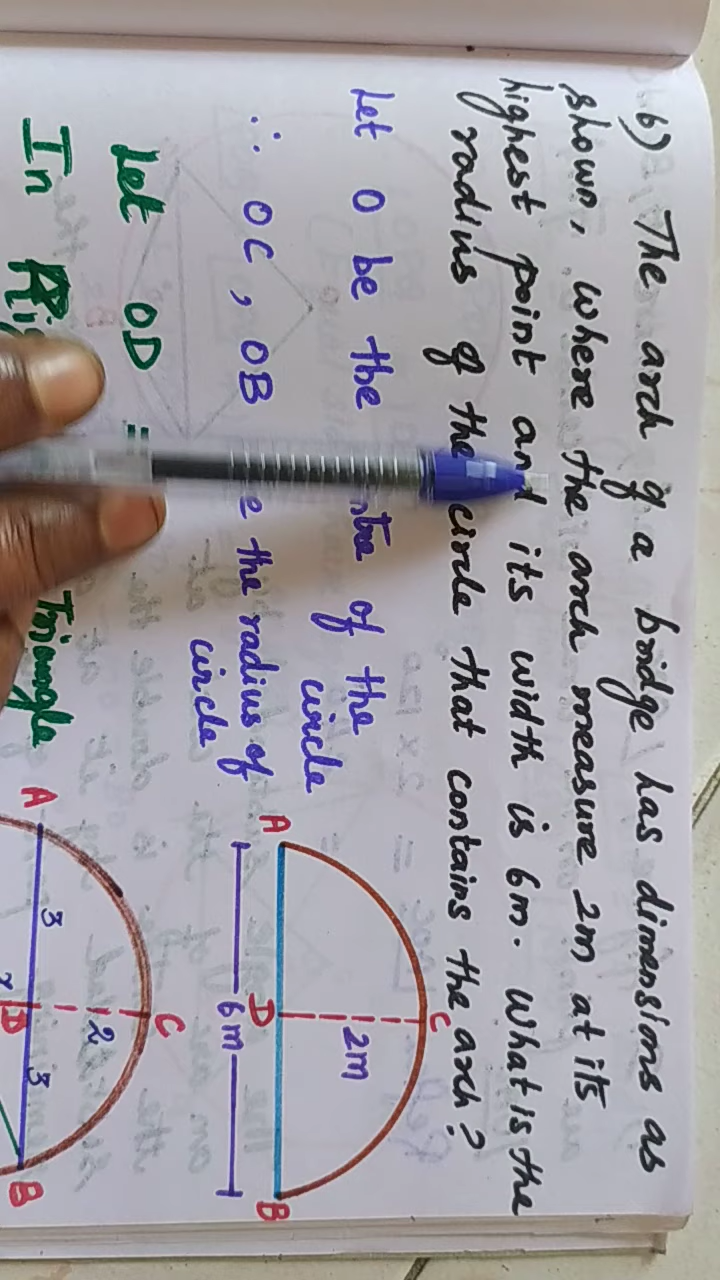 b) The arch of a bridge has dimensions as
shown, where the arch measure 2m at its
highest point and its width is 6m. What is the
radius of the circle that contains the arch?
Let O be the of the
circle
∴ OC, OB the radius of
circle
Let OD =
In
Triangle
A
C
D
B
2m
6m
A
C
B
D
3
3
2
x